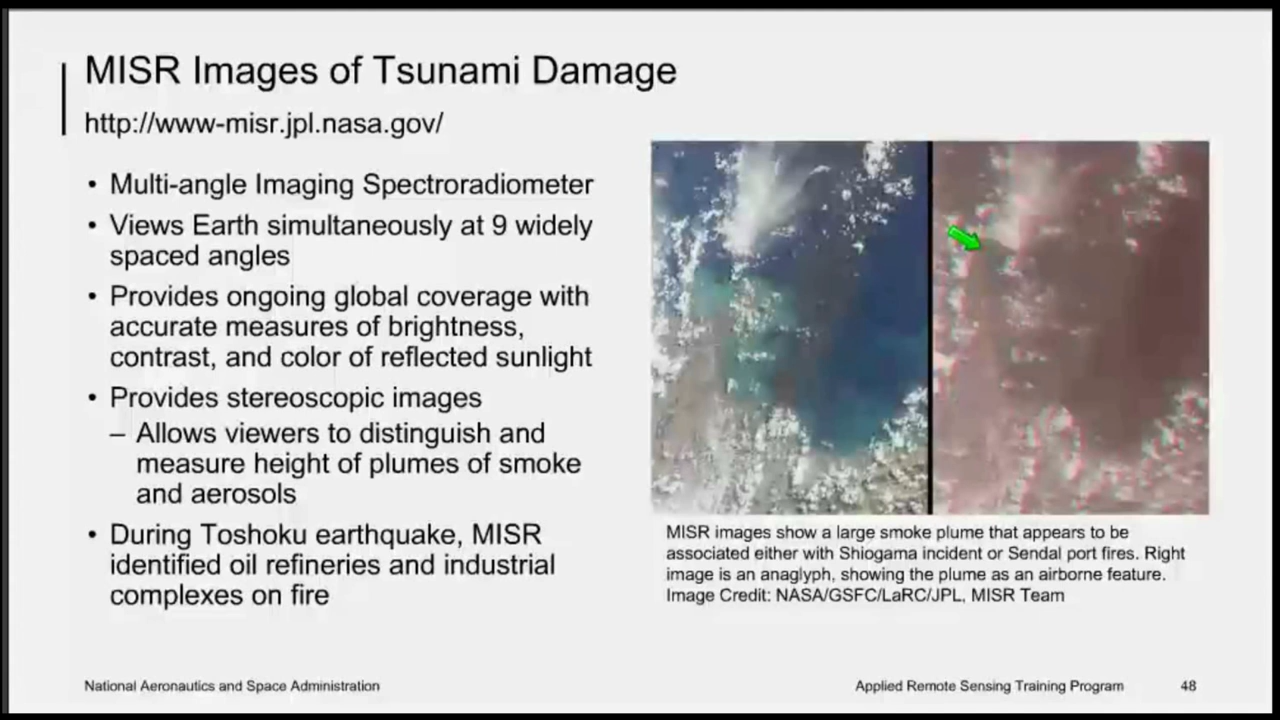 MISR Images of Tsunami Damage
http://www-misr.jpl.nasa.gov/
• Multi-angle Imaging Spectroradiometer
• Views Earth simultaneously at 9 widely
spaced angles
• Provides ongoing global coverage with
accurate measures of brightness,
contrast, and color of reflected sunlight
• Provides stereoscopic images
– Allows viewers to distinguish and
measure height of plumes of smoke
and aerosols
• During Toshoku earthquake, MISR
identified oil refineries and industrial
complexes on fire
MISR images show a large smoke plume that appears to be
associated either with Shiogama incident or Sendal port fires. Right
image is an anaglyph, showing the plume as an airborne feature.
Image Credit: NASA/GSFC/LaRC/JPL, MISR Team
National Aeronautics and Space Administration
Applied Remote Sensing Training Program
48